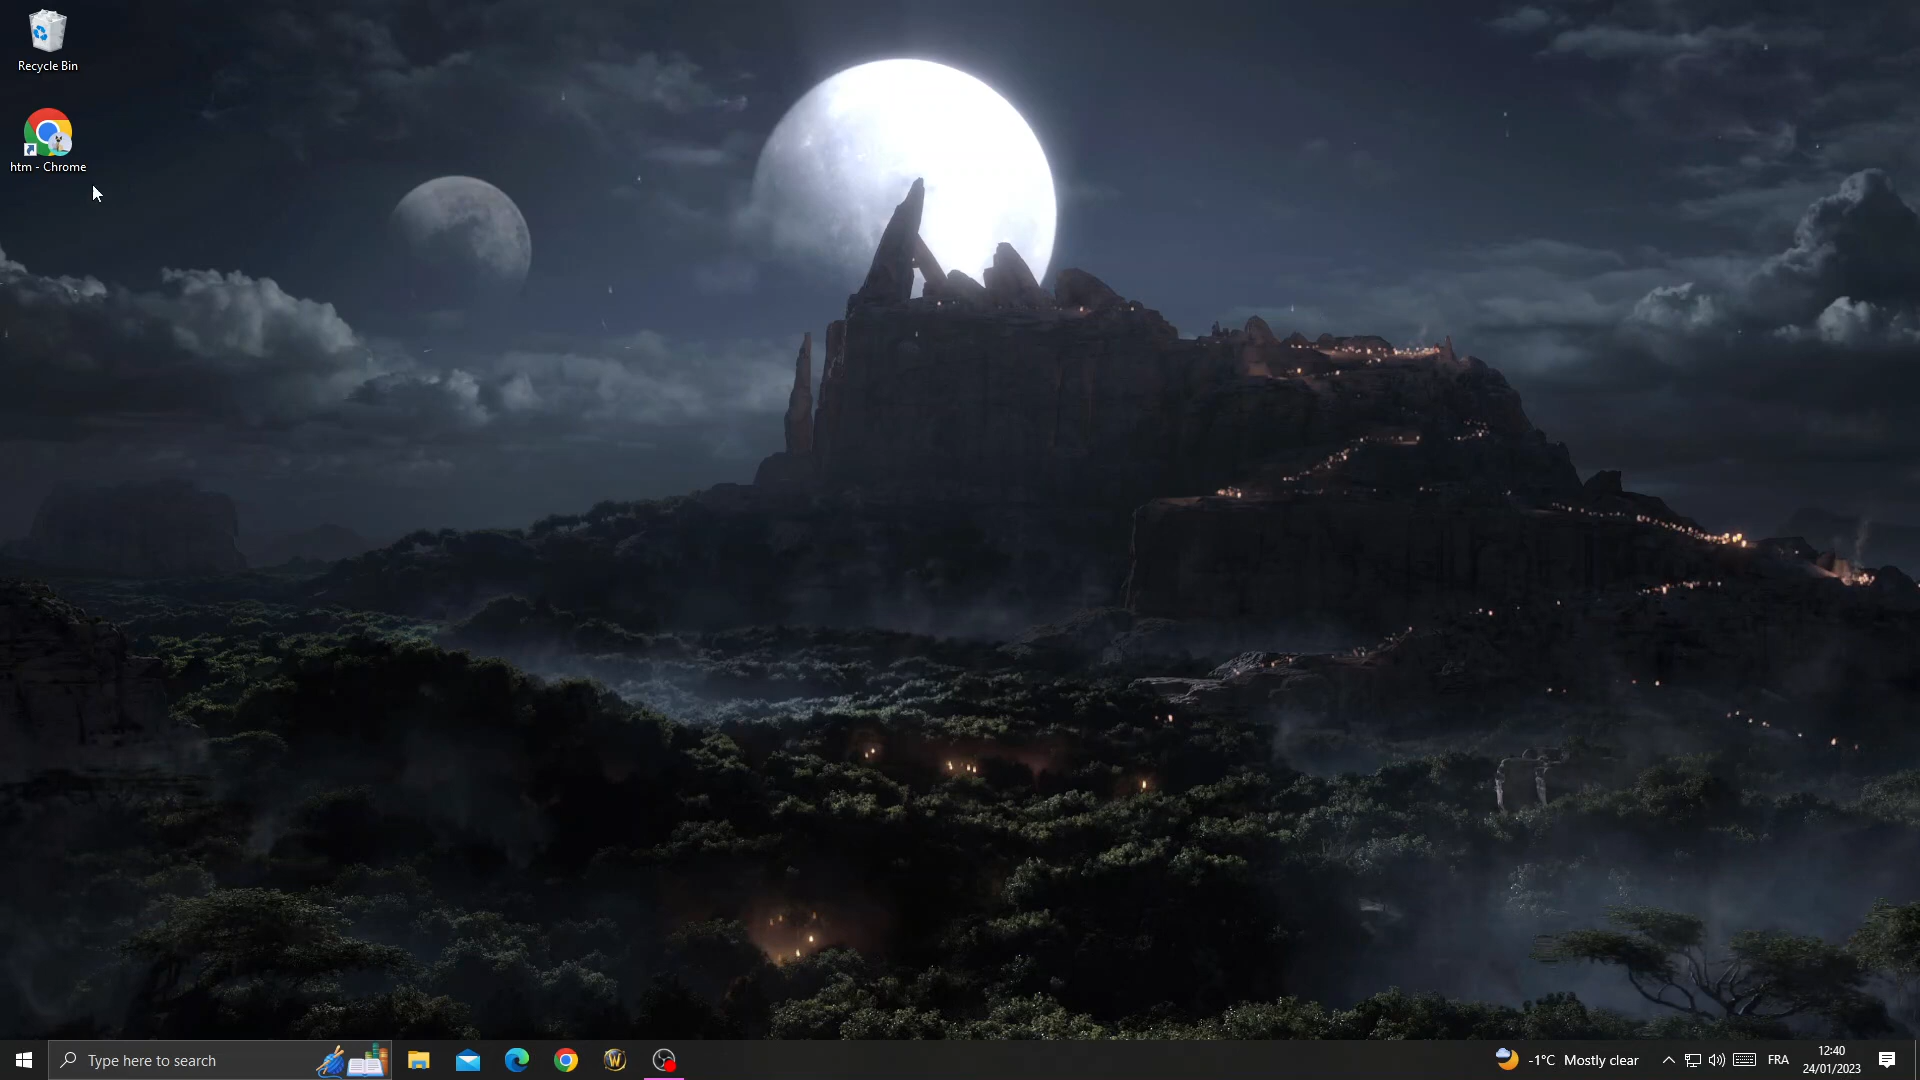 Recycle Bin
htm - Chrome
Type here to search
-1°C Mostly clear
FRA
12:40
24/01/2023